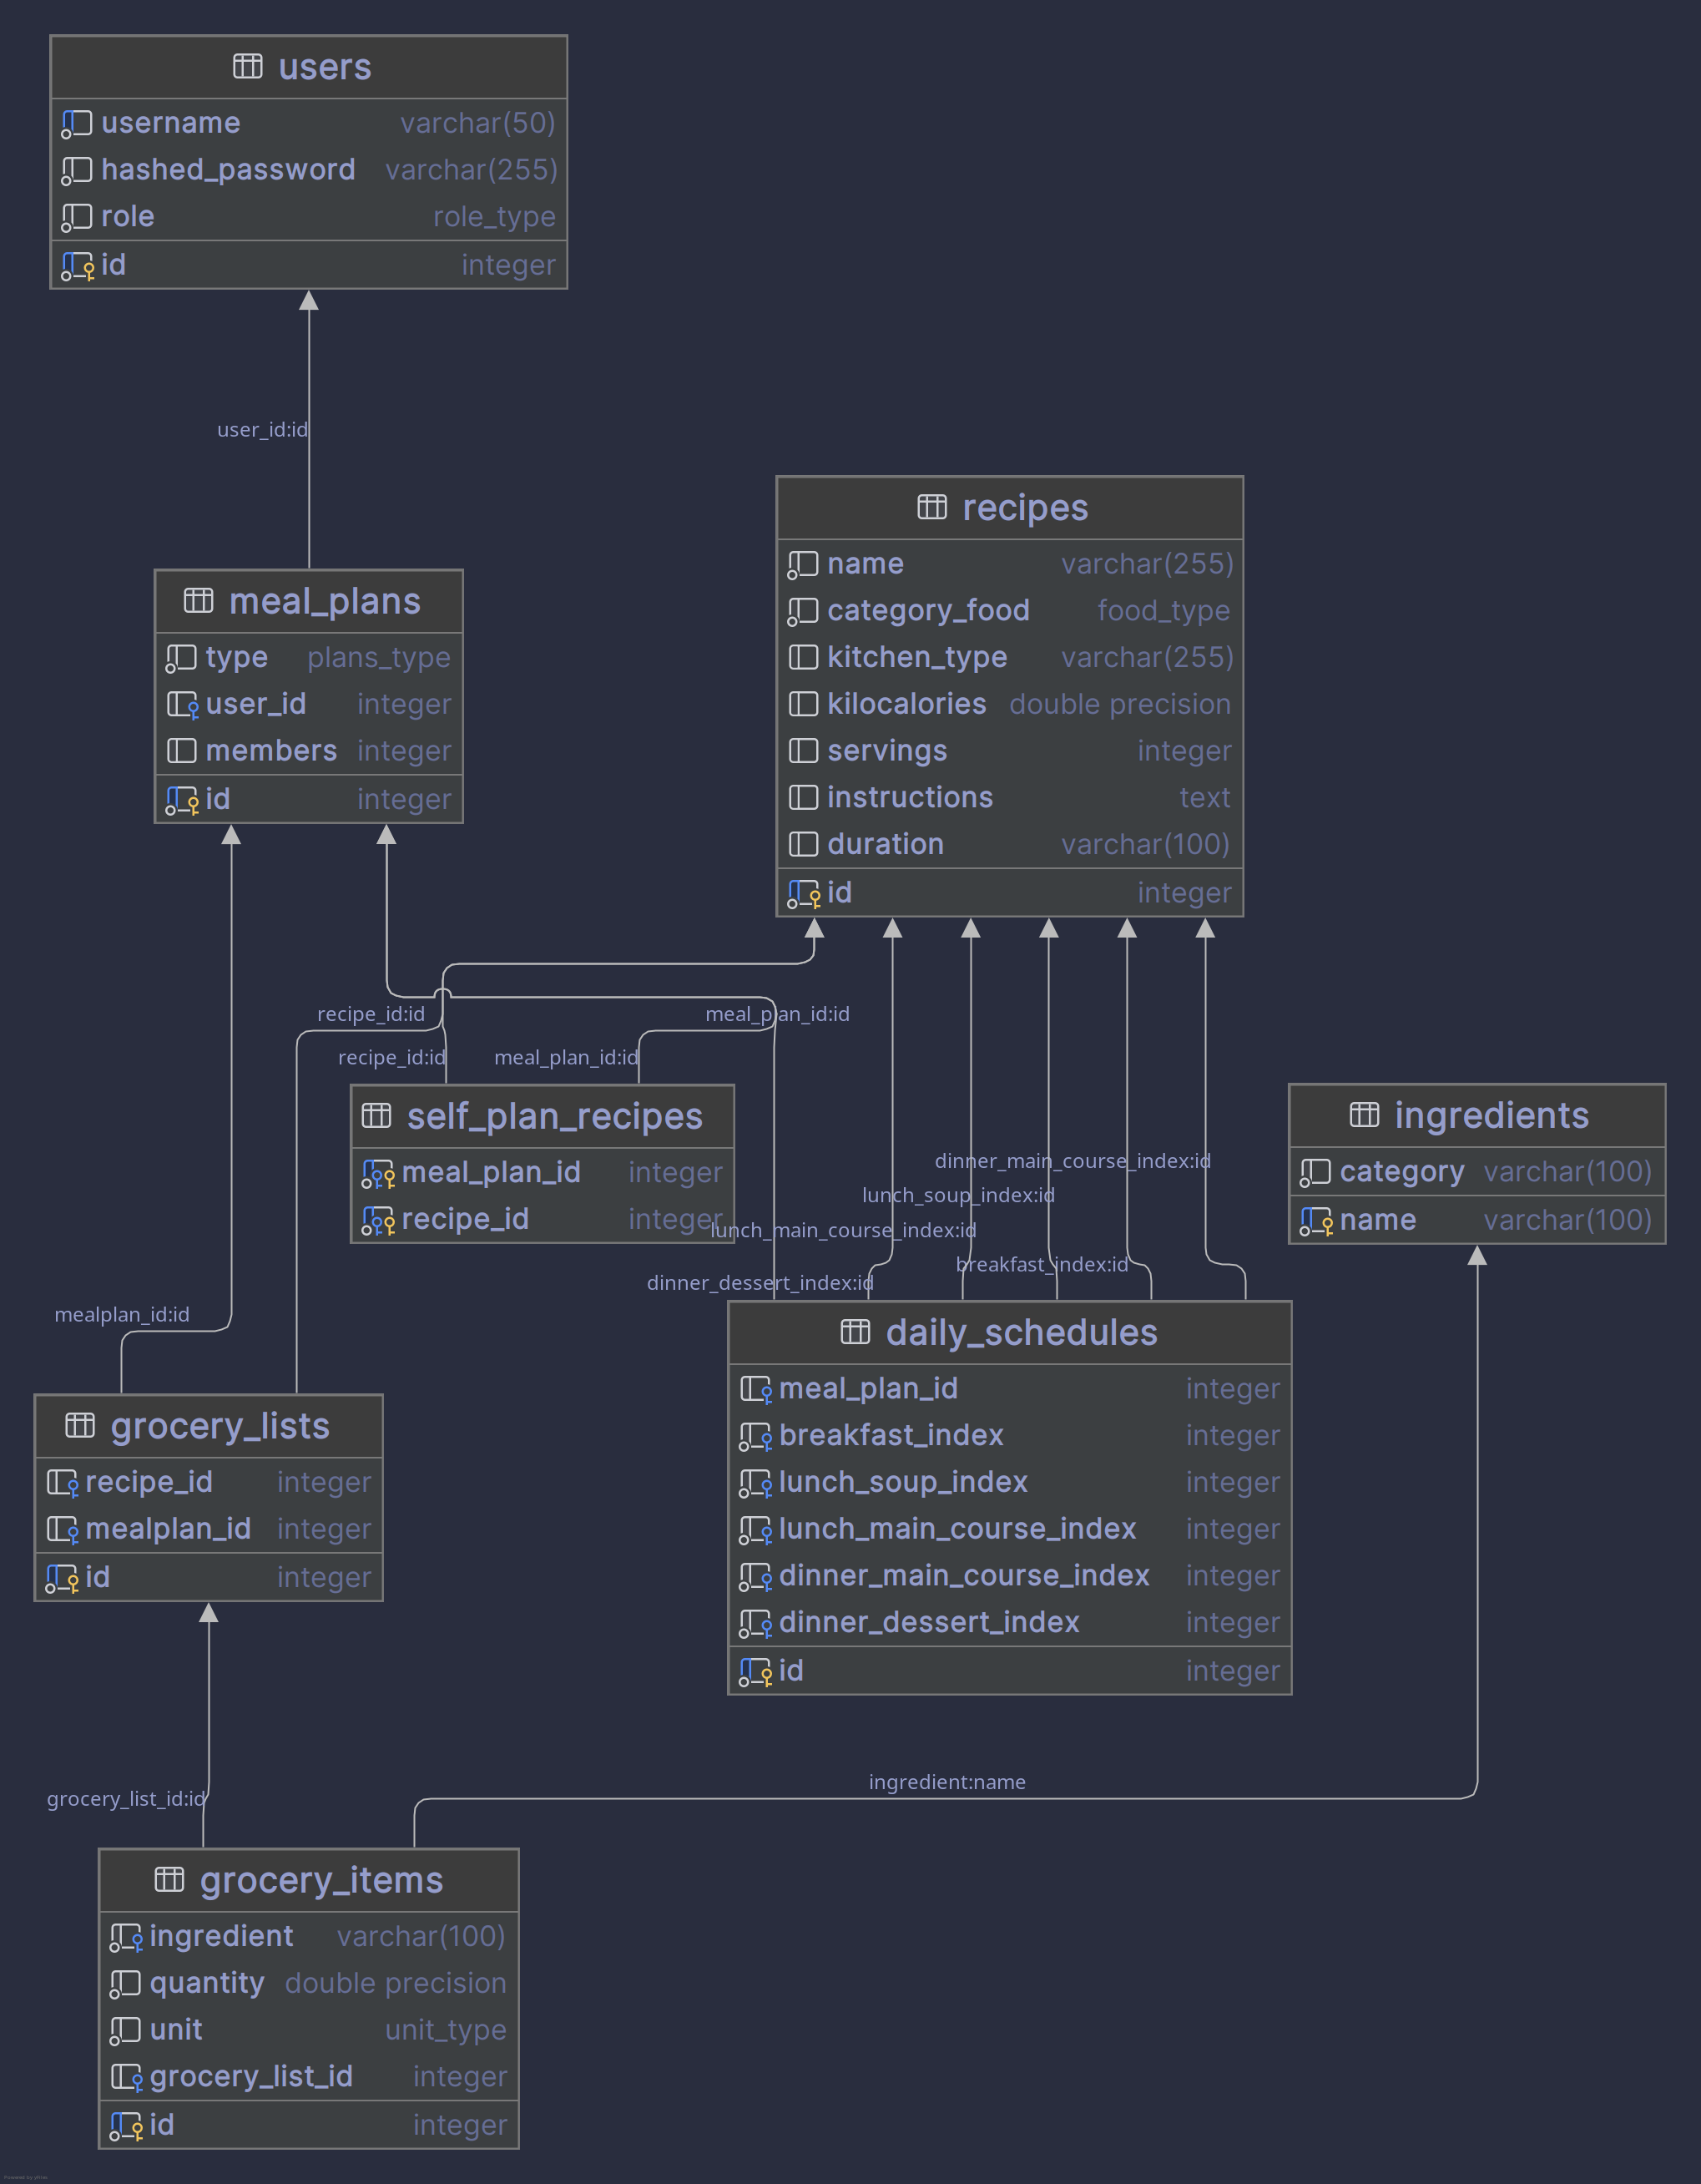 users
username varchar(50)
hashed_password varchar(255)
role role_type
id integer
user_id:id
meal_plans
type plans_type
user_id integer
members integer
id integer
recipes
name varchar(255)
category_food food_type
kitchen_type varchar(255)
kilocalories double precision
servings integer
instructions text
duration varchar(100)
id integer
recipe_id:id
meal_plan_id:id
recipe_id:id
meal_plan_id:id
self_plan_recipes
meal_plan_id integer
recipe_id integer
ingredients
category varchar(100)
name varchar(100)
dinner_main_course_index:id
lunch_soup_index:id
lunch_main_course_index:id
breakfast_index:id
dinner_dessert_index:id
mealplan_id:id
daily_schedules
meal_plan_id integer
breakfast_index integer
lunch_soup_index integer
lunch_main_course_index integer
dinner_main_course_index integer
dinner_dessert_index integer
id integer
grocery_lists
recipe_id integer
mealplan_id integer
id integer
grocery_list_id:id
ingredient:name
grocery_items
ingredient varchar(100)
quantity double precision
unit unit_type
grocery_list_id integer
id integer
Powered by yFiles